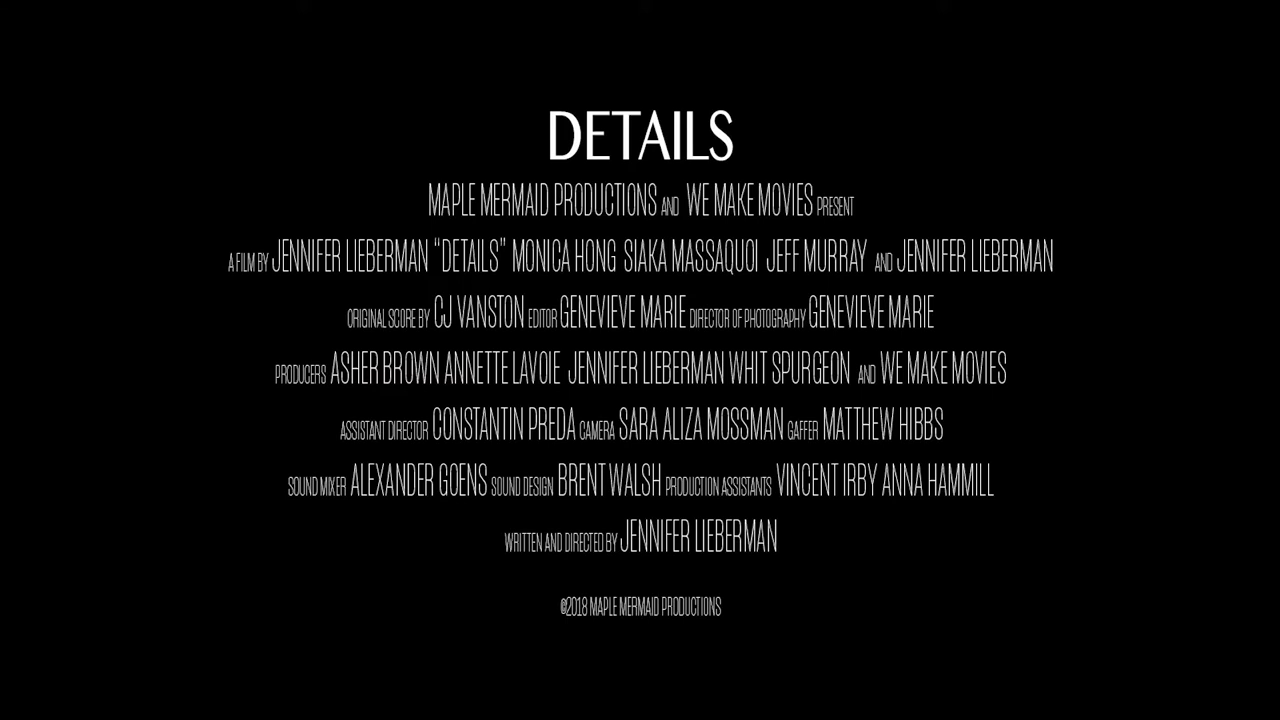 DETAILS
MAPLE MERMAID PRODUCTIONS AND WE MAKE MOVIES PRESENT
A FILM BY JENNIFER LIEBERMAN “DETAILS” MONICA HONG SIAKA MASSAQUOI JEFF MURRAY AND JENNIFER LIEBERMAN
ORIGINAL SCORE BY CJ VANSTON EDITOR GENEVIEVE MARIE DIRECTOR OF PHOTOGRAPHY GENEVIEVE MARIE
PRODUCERS ASHER BROWN ANNETTE LAVOIE JENNIFER LIEBERMAN WHIT SPURGEON AND WE MAKE MOVIES
ASSISTANT DIRECTOR CONSTANTIN PREDA CAMERA SARA ALIZA MOSSMAN GAFFER MATTHEW HIBBS
SOUND MIXER ALEXANDER GOENS SOUND DESIGN BRENT WALSH PRODUCTION ASSISTANTS VINCENT IRBY ANNA HAMMILL
WRITTEN AND DIRECTED BY JENNIFER LIEBERMAN
©2018 MAPLE MERMAID PRODUCTIONS